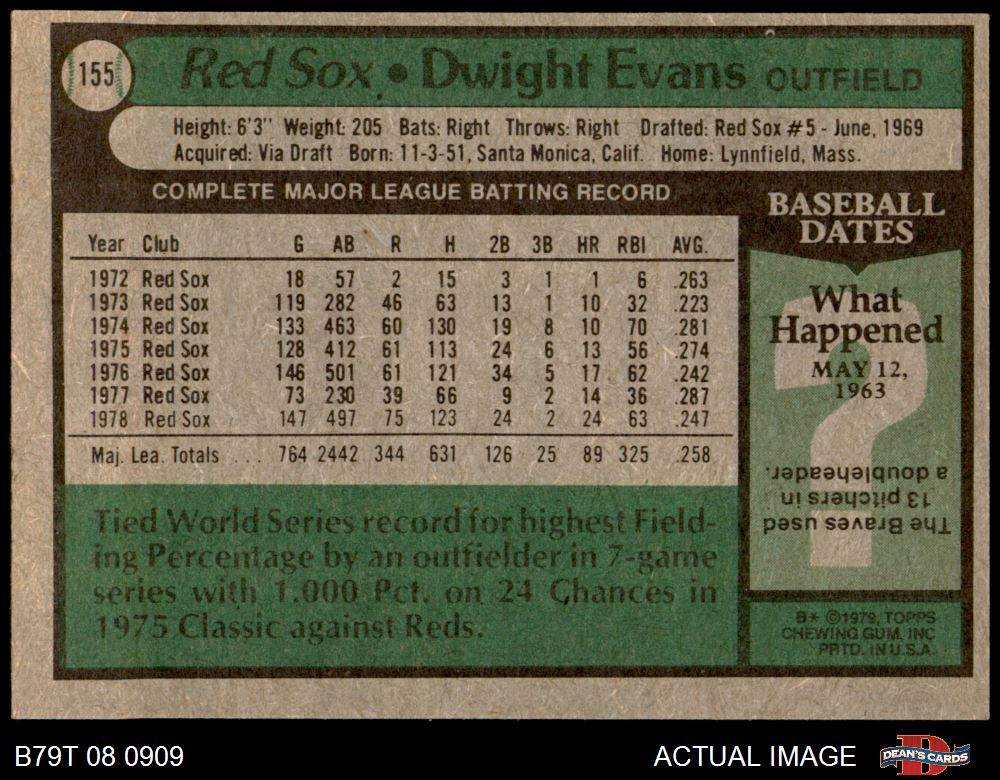 155
Red Sox • Dwight Evans OUTFIELD
Height: 6'3" Weight: 205 Bats: Right Throws: Right Drafted: Red Sox #5 - June, 1969
Acquired: Via Draft Born: 11-3-51, Santa Monica, Calif. Home: Lynnfield, Mass.
COMPLETE MAJOR LEAGUE BATTING RECORD
Year Club G AB R H 2B 3B HR RBI AVG.
1972 Red Sox 18 57 2 15 3 1 1 6 .263
1973 Red Sox 119 282 46 63 13 1 10 32 .223
1974 Red Sox 133 463 60 130 19 8 10 70 .281
1975 Red Sox 128 412 61 113 24 6 13 56 .274
1976 Red Sox 146 501 61 121 34 5 17 62 .242
1977 Red Sox 73 230 39 66 9 2 14 36 .287
1978 Red Sox 147 497 75 123 24 2 24 63 .247
Maj. Lea. Totals . . . 764 2442 344 631 126 25 89 325 .258
Tied World Series record for highest Field-
ing Percentage by an outfielder in 7-game
series with 1.000 Pct. on 24 Chances in
1975 Classic against Reds.
BASEBALL
DATES
What
Happened
MAY 12,
1963
?
The Braves used
13 pitchers in
a doubleheader.
B* ©1979, TOPPS
CHEWING GUM, INC
PRTD. IN U.S.A.
B79T 08 0909
ACTUAL IMAGE
D
DEAN'S CARDS